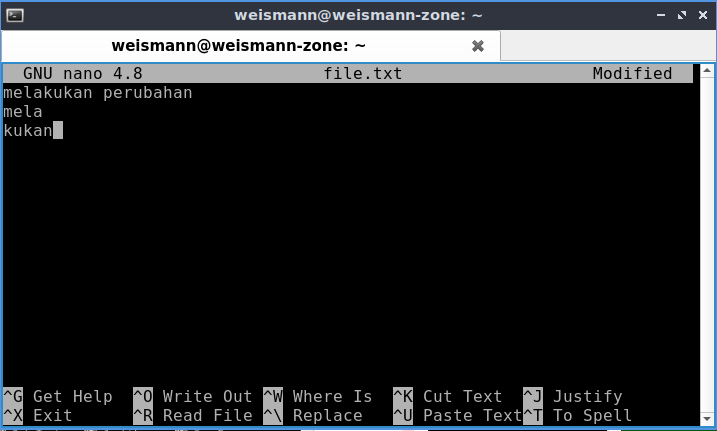 weismann@weismann-zone: ~
weismann@weismann-zone: ~
GNU nano 4.8 file.txt Modified
melakukan perubahan
mela
kukan
^G Get Help ^O Write Out ^W Where Is ^K Cut Text ^J Justify
^X Exit ^R Read File ^\ Replace ^U Paste Text ^T To Spell